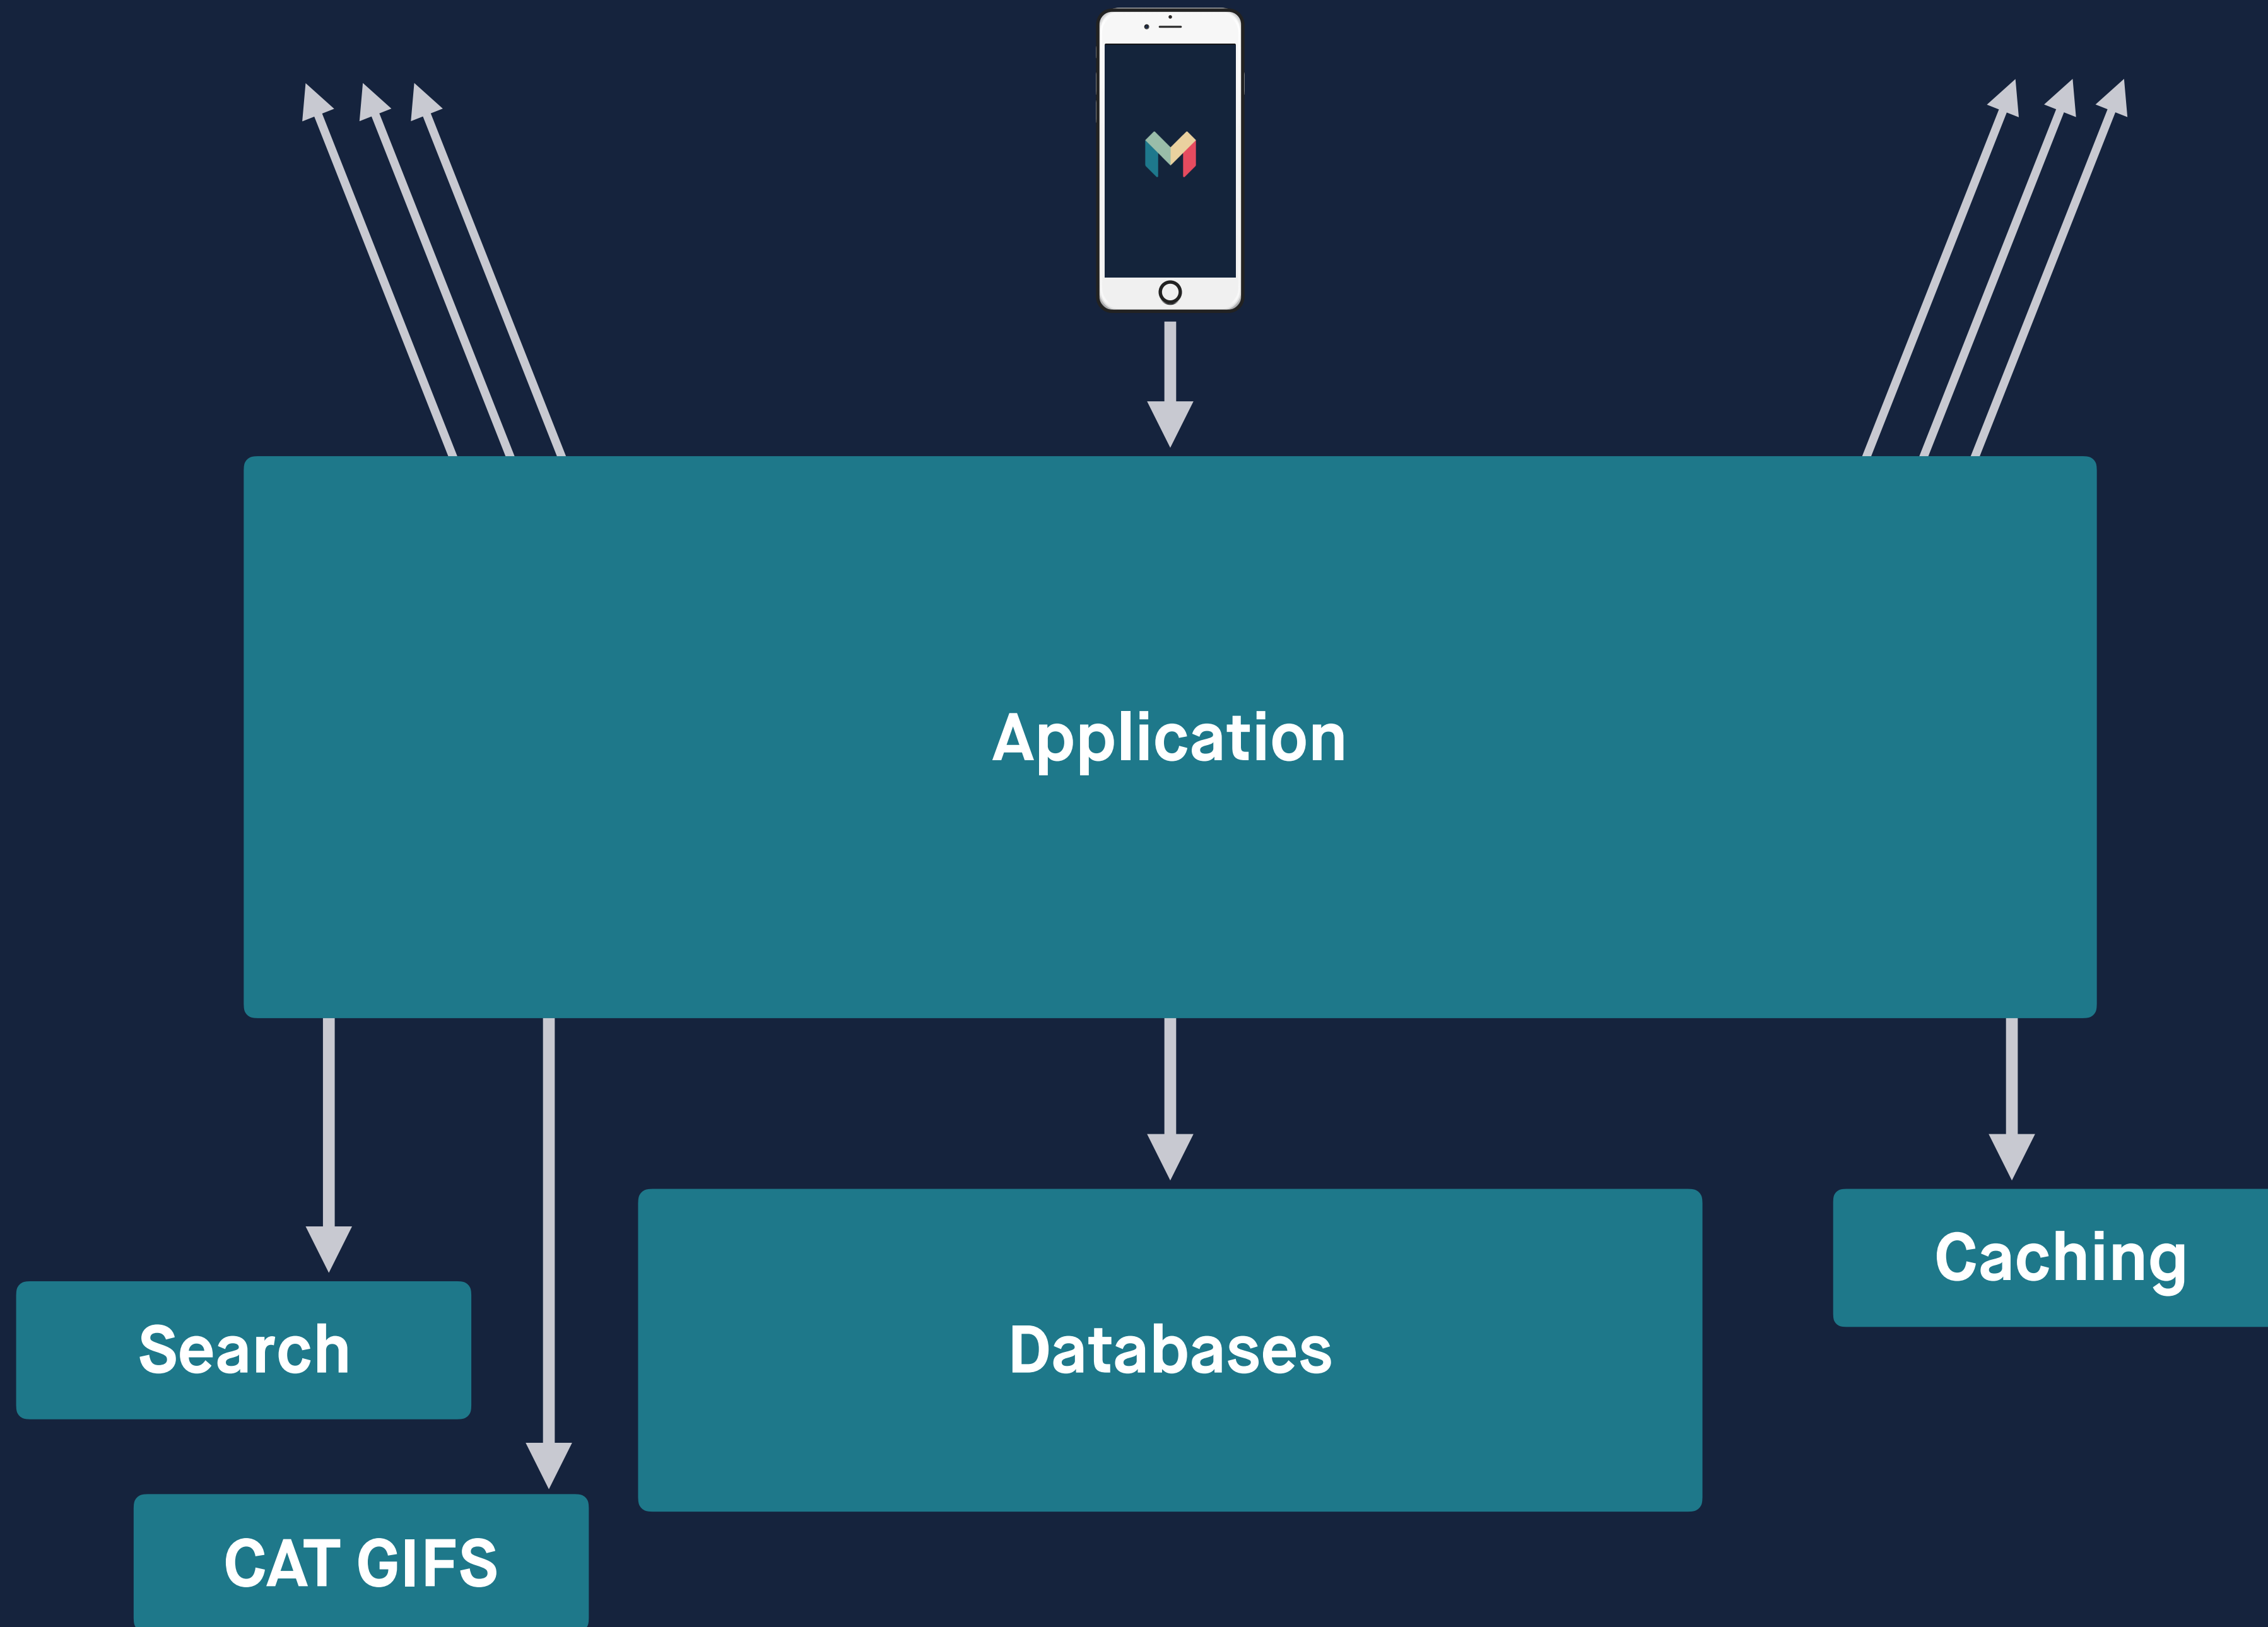 Application
Caching
Search
Databases
CAT GIFS